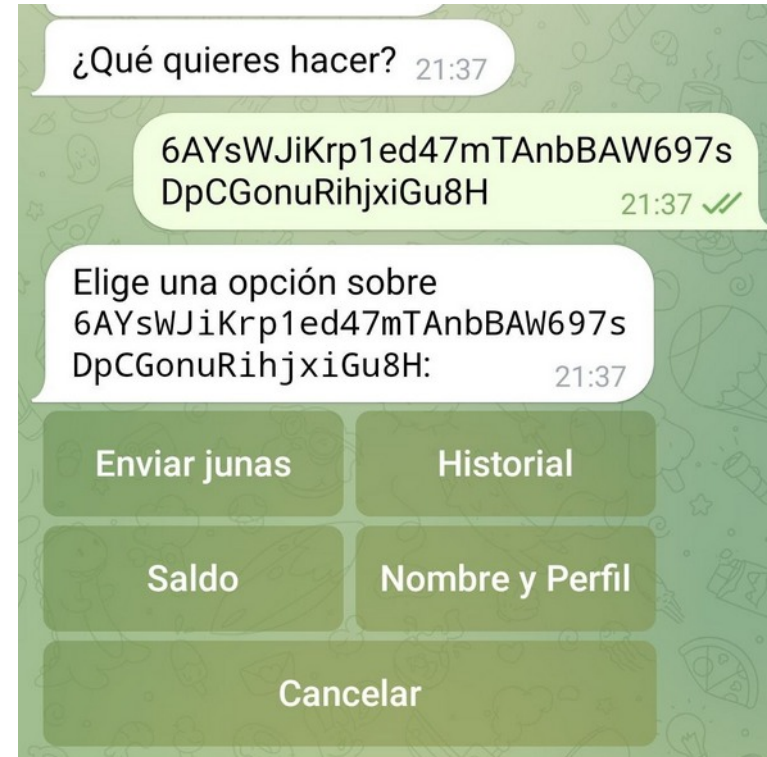 ¿Qué quieres hacer? 21:37
6AYsWJiKrp1ed47mTAnbBAW697s
DpCGonuRihjxiGu8H 21:37
Elige una opción sobre
6AYsWJiKrp1ed47mTAnbBAW697s
DpCGonuRihjxiGu8H: 21:37
Enviar junas Historial
Saldo Nombre y Perfil
Cancelar